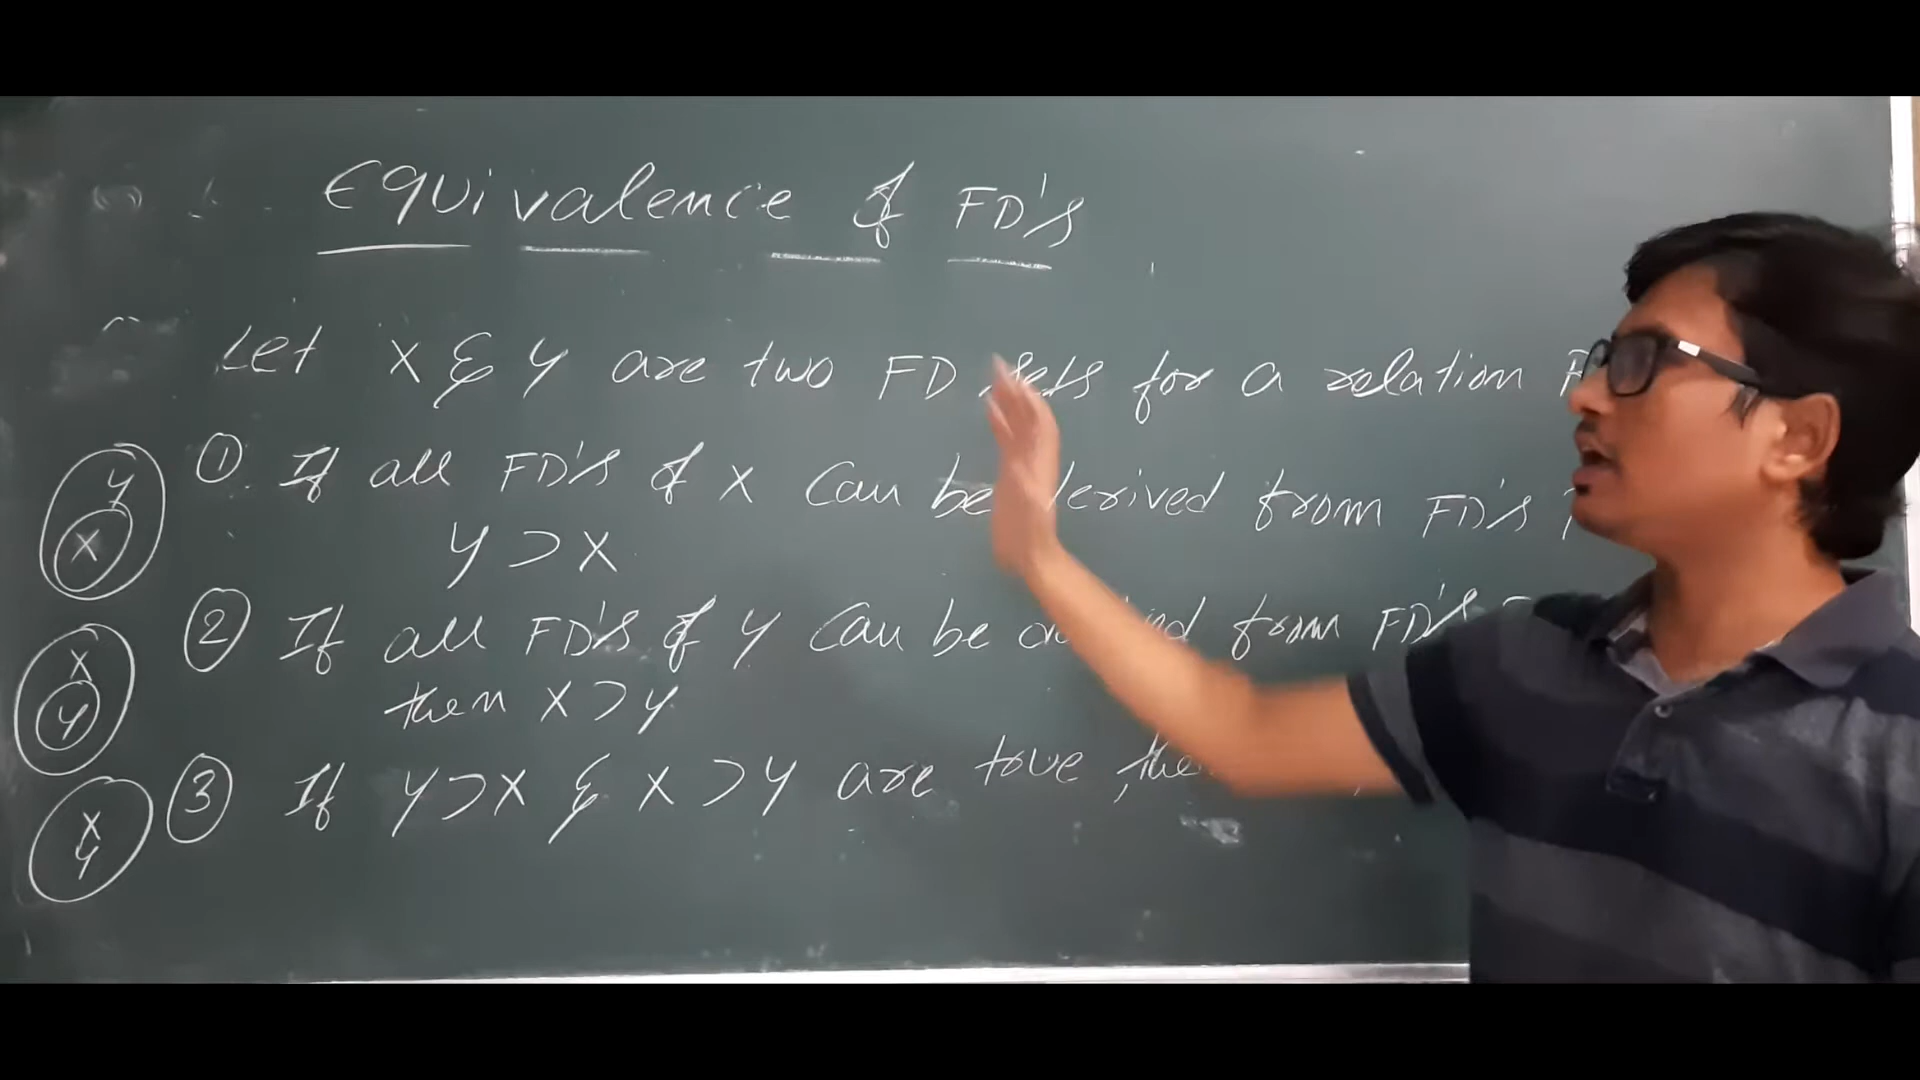 Equivalence of FD's
Let X & Y are two FD sets for a relation
① If all FD's of X Can be derived from FD's
Y ⊃ X
② If all FD's of Y Can be from FD's
then X ⊃ Y
③ If Y ⊃ X & X ⊃ Y are true, the
Y
X
X
Y
X
Y